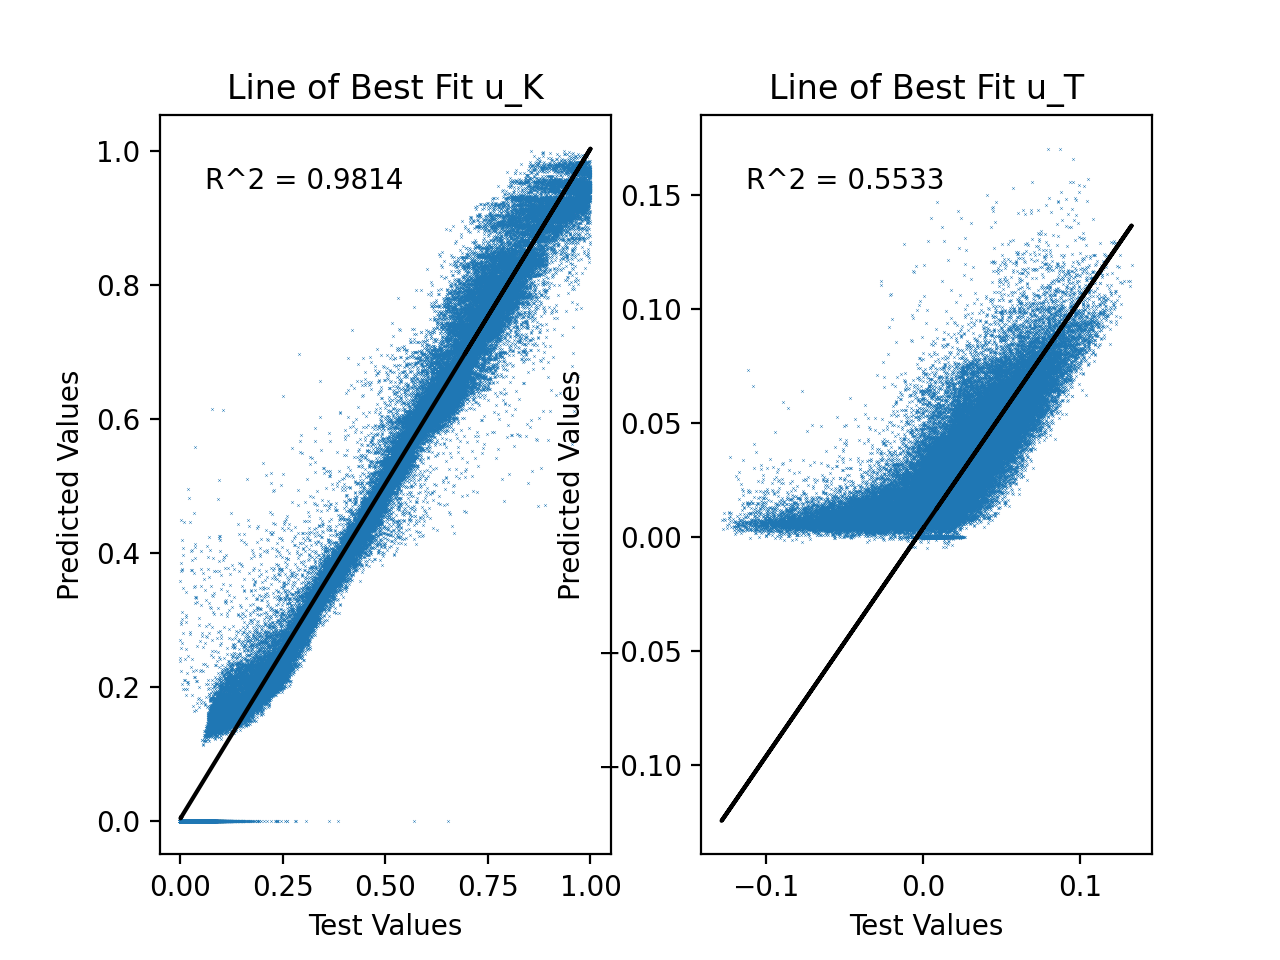 Line of Best Fit u_K
R^2 = 0.9814
Predicted Values
1.0
0.8
0.6
0.4
0.2
0.0
0.00 0.25 0.50 0.75 1.00
Test Values
Line of Best Fit u_T
R^2 = 0.5533
Predicted Values
0.15
0.10
0.05
0.00
−0.05
−0.10
−0.1 0.0 0.1
Test Values